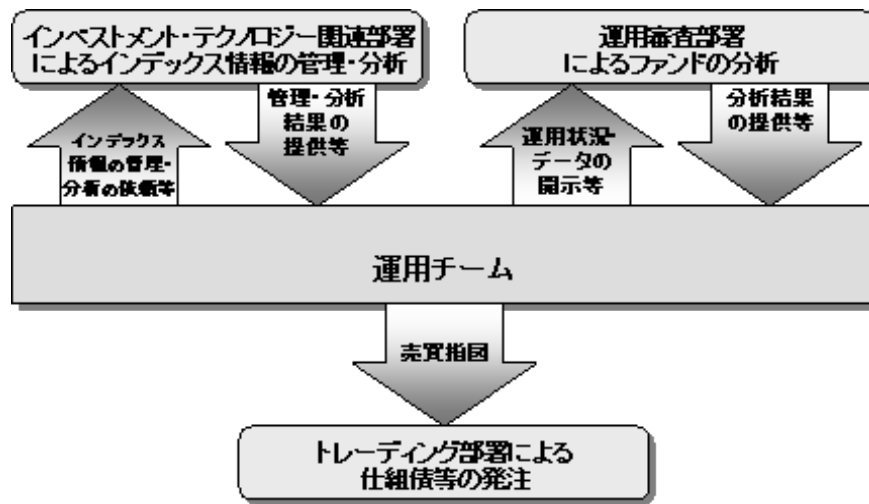 インベストメント・テクノロジー関連部署
によるインデックス情報の管理・分析
運用審査部署
によるファンドの分析
インデックス
情報の管理・
分析の依頼等
管理・分析
結果の
提供等
運用状況・
データの
開示等
分析結果
の提供等
運用チーム
売買指図
トレーディング部署による
仕組債等の発注